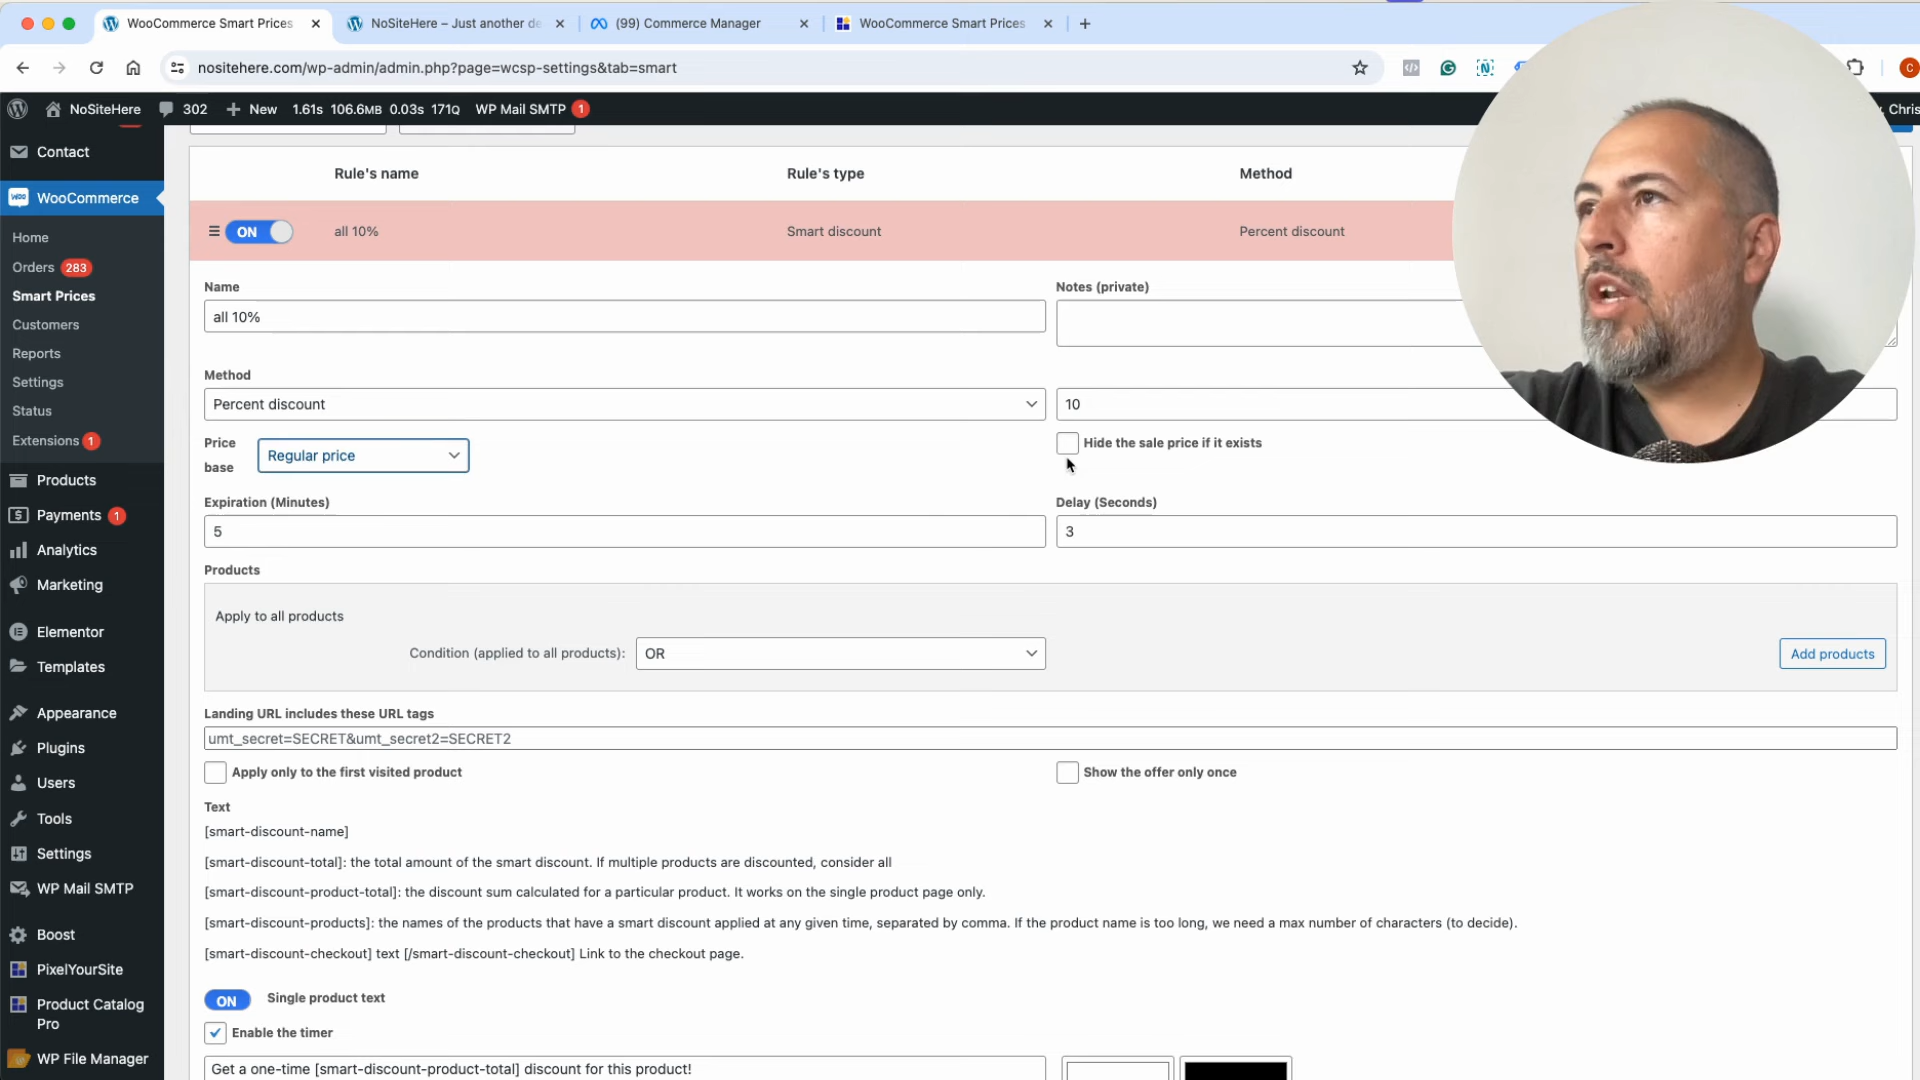 WooCommerce Smart Prices
NoSiteHere – Just another de
(99) Commerce Manager
WooCommerce Smart Prices
nositehere.com/wp-admin/admin.php?page=wcsp-settings&tab=smart
NoSiteHere 302 New 1.61s 106.6MB 0.03s 171Q WP Mail SMTP 1
, Chris
Contact
WooCommerce
Home
Orders 283
Smart Prices
Customers
Reports
Settings
Status
Extensions 1
Products
Payments 1
Analytics
Marketing
Elementor
Templates
Appearance
Plugins
Users
Tools
Settings
WP Mail SMTP
Boost
PixelYourSite
Product Catalog
Pro
WP File Manager
Rule's name Rule's type Method
ON all 10% Smart discount Percent discount
Name Notes (private)
all 10%
Method
Percent discount 10
Price
base
Regular price
Hide the sale price if it exists
Expiration (Minutes) Delay (Seconds)
5 3
Products
Apply to all products
Condition (applied to all products): OR Add products
Landing URL includes these URL tags
umt_secret=SECRET&umt_secret2=SECRET2
Apply only to the first visited product Show the offer only once
Text
[smart-discount-name]
[smart-discount-total]: the total amount of the smart discount. If multiple products are discounted, consider all
[smart-discount-product-total]: the discount sum calculated for a particular product. It works on the single product page only.
[smart-discount-products]: the names of the products that have a smart discount applied at any given time, separated by comma. If the product name is too long, we need a max number of characters (to decide).
[smart-discount-checkout] text [/smart-discount-checkout] Link to the checkout page.
ON Single product text
Enable the timer
Get a one-time [smart-discount-product-total] discount for this product!